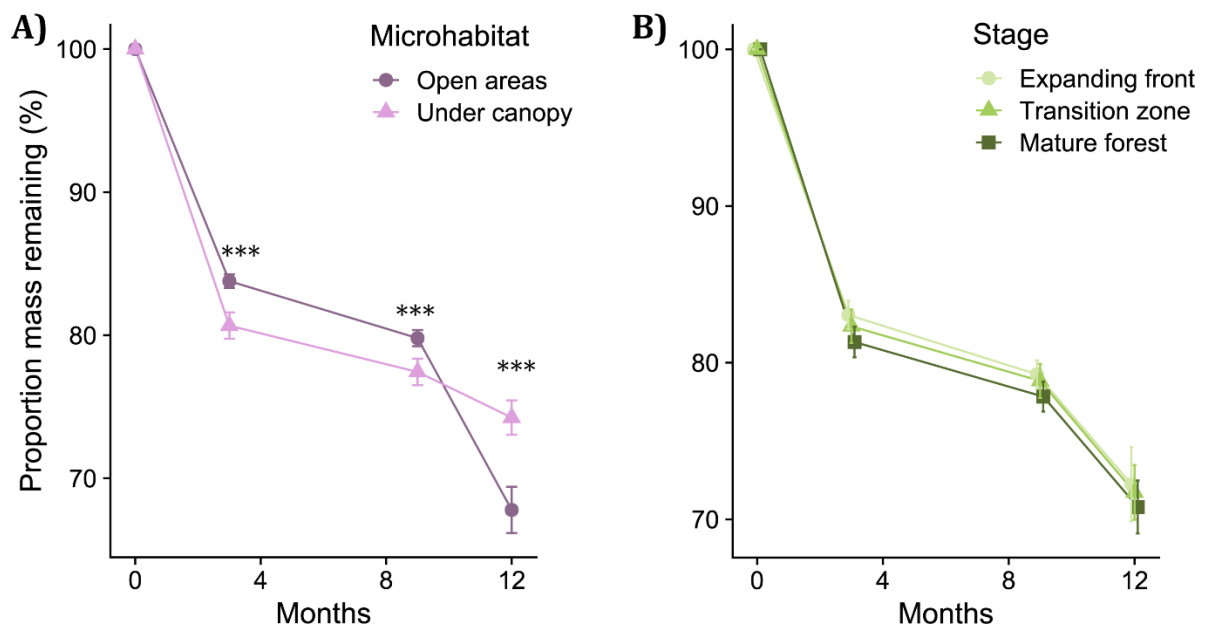 A)
Microhabitat
Open areas
Under canopy
Proportion mass remaining (%)
100
90
80
70
***
***
***
0 4 8 12
Months
B)
Stage
Expanding front
Transition zone
Mature forest
100
90
80
70
0 4 8 12
Months